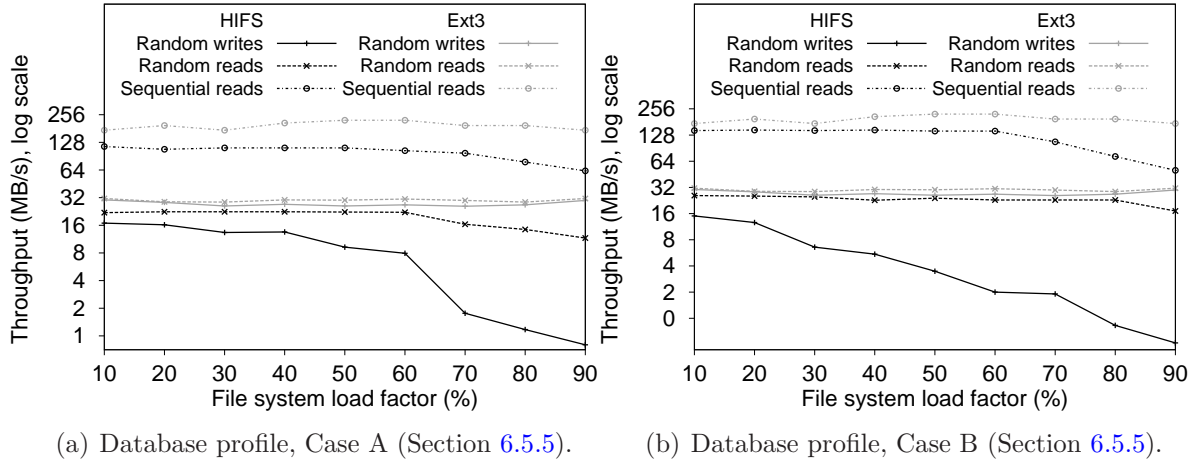 HIFS Ext3
Random writes Random writes
Random reads Random reads
Sequential reads Sequential reads
Throughput (MB/s), log scale
256
128
64
32
16
8
4
2
1
10 20 30 40 50 60 70 80 90
File system load factor (%)
(a) Database profile, Case A (Section 6.5.5).
HIFS Ext3
Random writes Random writes
Random reads Random reads
Sequential reads Sequential reads
Throughput (MB/s), log scale
256
128
64
32
16
8
4
2
0
10 20 30 40 50 60 70 80 90
File system load factor (%)
(b) Database profile, Case B (Section 6.5.5).